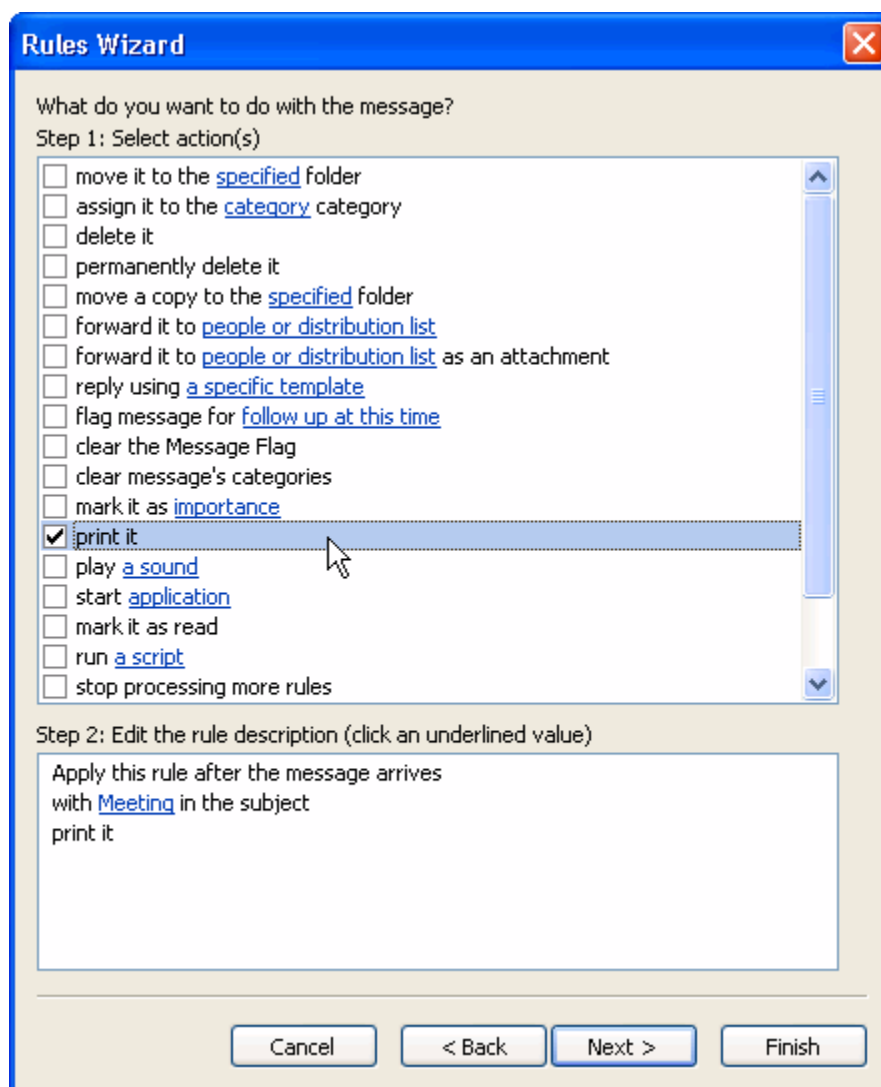 Rules Wizard
What do you want to do with the message?
Step 1: Select action(s)
move it to the specified folder
assign it to the category category
delete it
permanently delete it
move a copy to the specified folder
forward it to people or distribution list
forward it to people or distribution list as an attachment
reply using a specific template
flag message for follow up at this time
clear the Message Flag
clear message's categories
mark it as importance
print it
play a sound
start application
mark it as read
run a script
stop processing more rules
Step 2: Edit the rule description (click an underlined value)
Apply this rule after the message arrives
with Meeting in the subject
print it
Cancel < Back Next > Finish